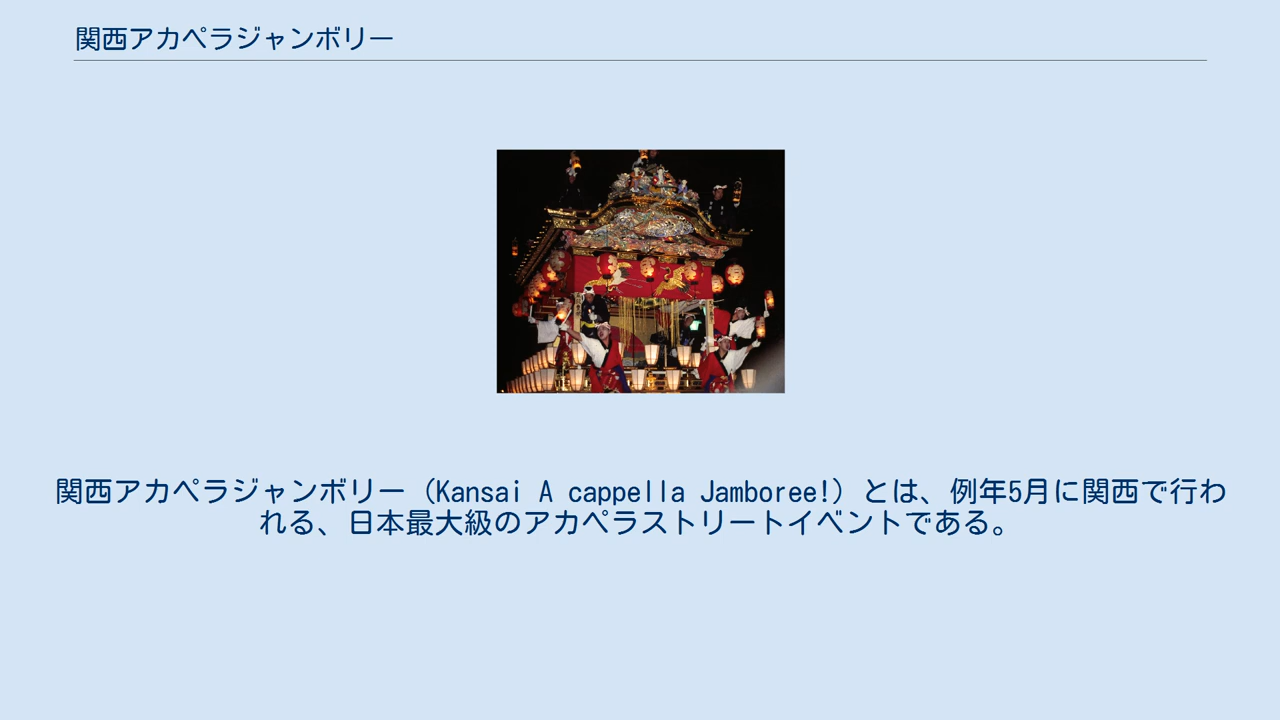 関西アカペラジャンボリー
関西アカペラジャンボリー（Kansai A cappella Jamboree!）とは、例年5月に関西で行わ
れる、日本最大級のアカペラストリートイベントである。